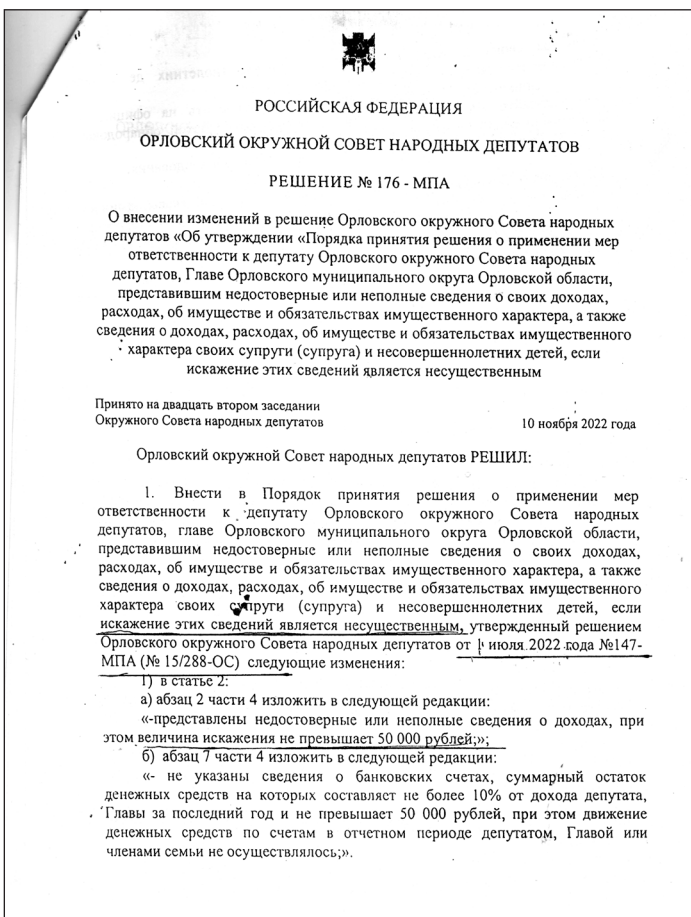 РОССИЙСКАЯ ФЕДЕРАЦИЯ
ОРЛОВСКИЙ ОКРУЖНОЙ СОВЕТ НАРОДНЫХ ДЕПУТАТОВ
РЕШЕНИЕ № 176 - МПА
О внесении изменений в решение Орловского окружного Совета народных
депутатов «Об утверждении «Порядка принятия решения о применении мер
ответственности к депутату Орловского окружного Совета народных
депутатов, Главе Орловского муниципального округа Орловской области,
представившим недостоверные или неполные сведения о своих доходах,
расходах, об имуществе и обязательствах имущественного характера, а также
сведения о доходах, расходах, об имуществе и обязательствах имущественного
характера своих супруги (супруга) и несовершеннолетних детей, если
искажение этих сведений является несущественным
Принято на двадцать втором заседании
Окружного Совета народных депутатов 10 ноября 2022 года
Орловский окружной Совет народных депутатов РЕШИЛ:
1. Внести в Порядок принятия решения о применении мер
ответственности к депутату Орловского окружного Совета народных
депутатов, главе Орловского муниципального округа Орловской области,
представившим недостоверные или неполные сведения о своих доходах,
расходах, об имуществе и обязательствах имущественного характера, а также
сведения о доходах, расходах, об имуществе и обязательствах имущественного
характера своих супруги (супруга) и несовершеннолетних детей, если
искажение этих сведений является несущественным, утвержденный решением
Орловского окружного Совета народных депутатов от 1 июля 2022 года №147-
МПА (№ 15/288-ОС) следующие изменения:
1) в статье 2:
а) абзац 2 части 4 изложить в следующей редакции:
«-представлены недостоверные или неполные сведения о доходах, при
этом величина искажения не превышает 50 000 рублей;»;
б) абзац 7 части 4 изложить в следующей редакции:
«- не указаны сведения о банковских счетах, суммарный остаток
денежных средств на которых составляет не более 10% от дохода депутата,
Главы за последний год и не превышает 50 000 рублей, при этом движение
денежных средств по счетам в отчетном периоде депутатом, Главой или
членами семьи не осуществлялось;».